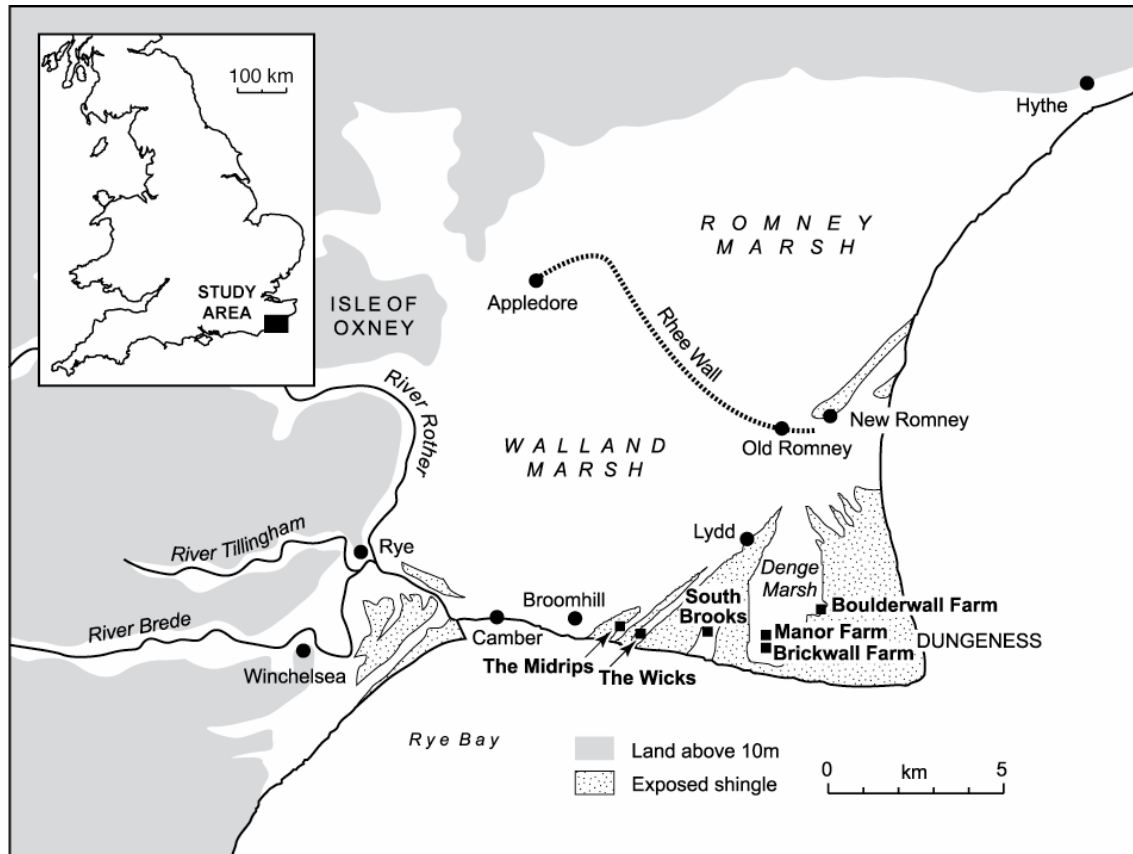 100 km
STUDY
AREA
Hythe
ROMNEY
MARSH
ISLE OF
OXNEY
Appledore
Rhee Wall
River Rother
New Romney
Old Romney
WALLAND
MARSH
Lydd
River Tillingham
Rye
Denge
Marsh
Broomhill
South
Brooks
Boulderwall Farm
River Brede
Camber
Manor Farm
DUNGENESS
Brickwall Farm
The Midrips
The Wicks
Winchelsea
Rye Bay
Land above 10m
Exposed shingle
0 km 5